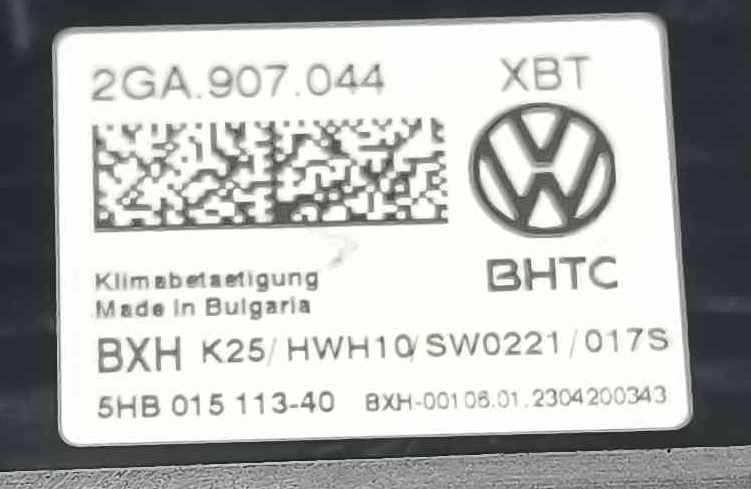 2GA.907.044 XBT
BHTC
Klimabetaetigung
Made in Bulgaria
BXH K25/HWH10/SW0221/017S
5HB 015 113-40 BXH-00106.01.2304200343